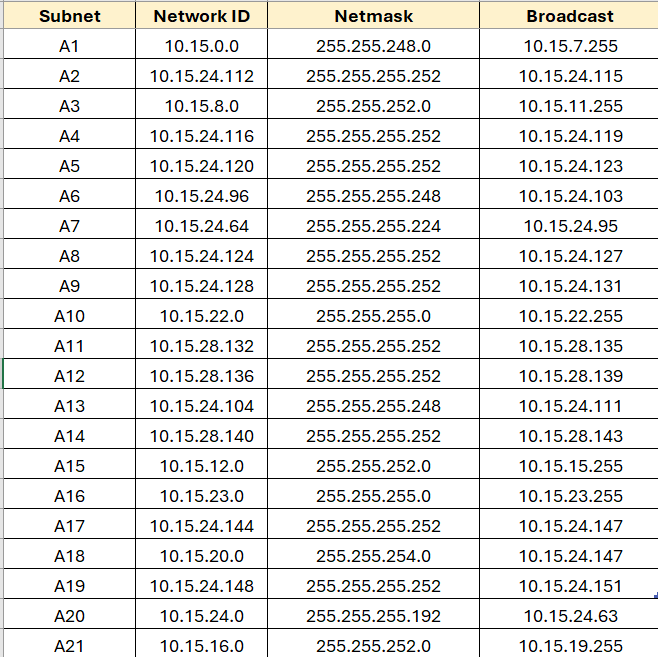 Subnet Network ID Netmask Broadcast
A1 10.15.0.0 255.255.248.0 10.15.7.255
A2 10.15.24.112 255.255.255.252 10.15.24.115
A3 10.15.8.0 255.255.252.0 10.15.11.255
A4 10.15.24.116 255.255.255.252 10.15.24.119
A5 10.15.24.120 255.255.255.252 10.15.24.123
A6 10.15.24.96 255.255.255.248 10.15.24.103
A7 10.15.24.64 255.255.255.224 10.15.24.95
A8 10.15.24.124 255.255.255.252 10.15.24.127
A9 10.15.24.128 255.255.255.252 10.15.24.131
A10 10.15.22.0 255.255.255.0 10.15.22.255
A11 10.15.28.132 255.255.255.252 10.15.28.135
A12 10.15.28.136 255.255.255.252 10.15.28.139
A13 10.15.24.104 255.255.255.248 10.15.24.111
A14 10.15.28.140 255.255.255.252 10.15.28.143
A15 10.15.12.0 255.255.252.0 10.15.15.255
A16 10.15.23.0 255.255.255.0 10.15.23.255
A17 10.15.24.144 255.255.255.252 10.15.24.147
A18 10.15.20.0 255.255.254.0 10.15.24.147
A19 10.15.24.148 255.255.255.252 10.15.24.151
A20 10.15.24.0 255.255.255.192 10.15.24.63
A21 10.15.16.0 255.255.252.0 10.15.19.255